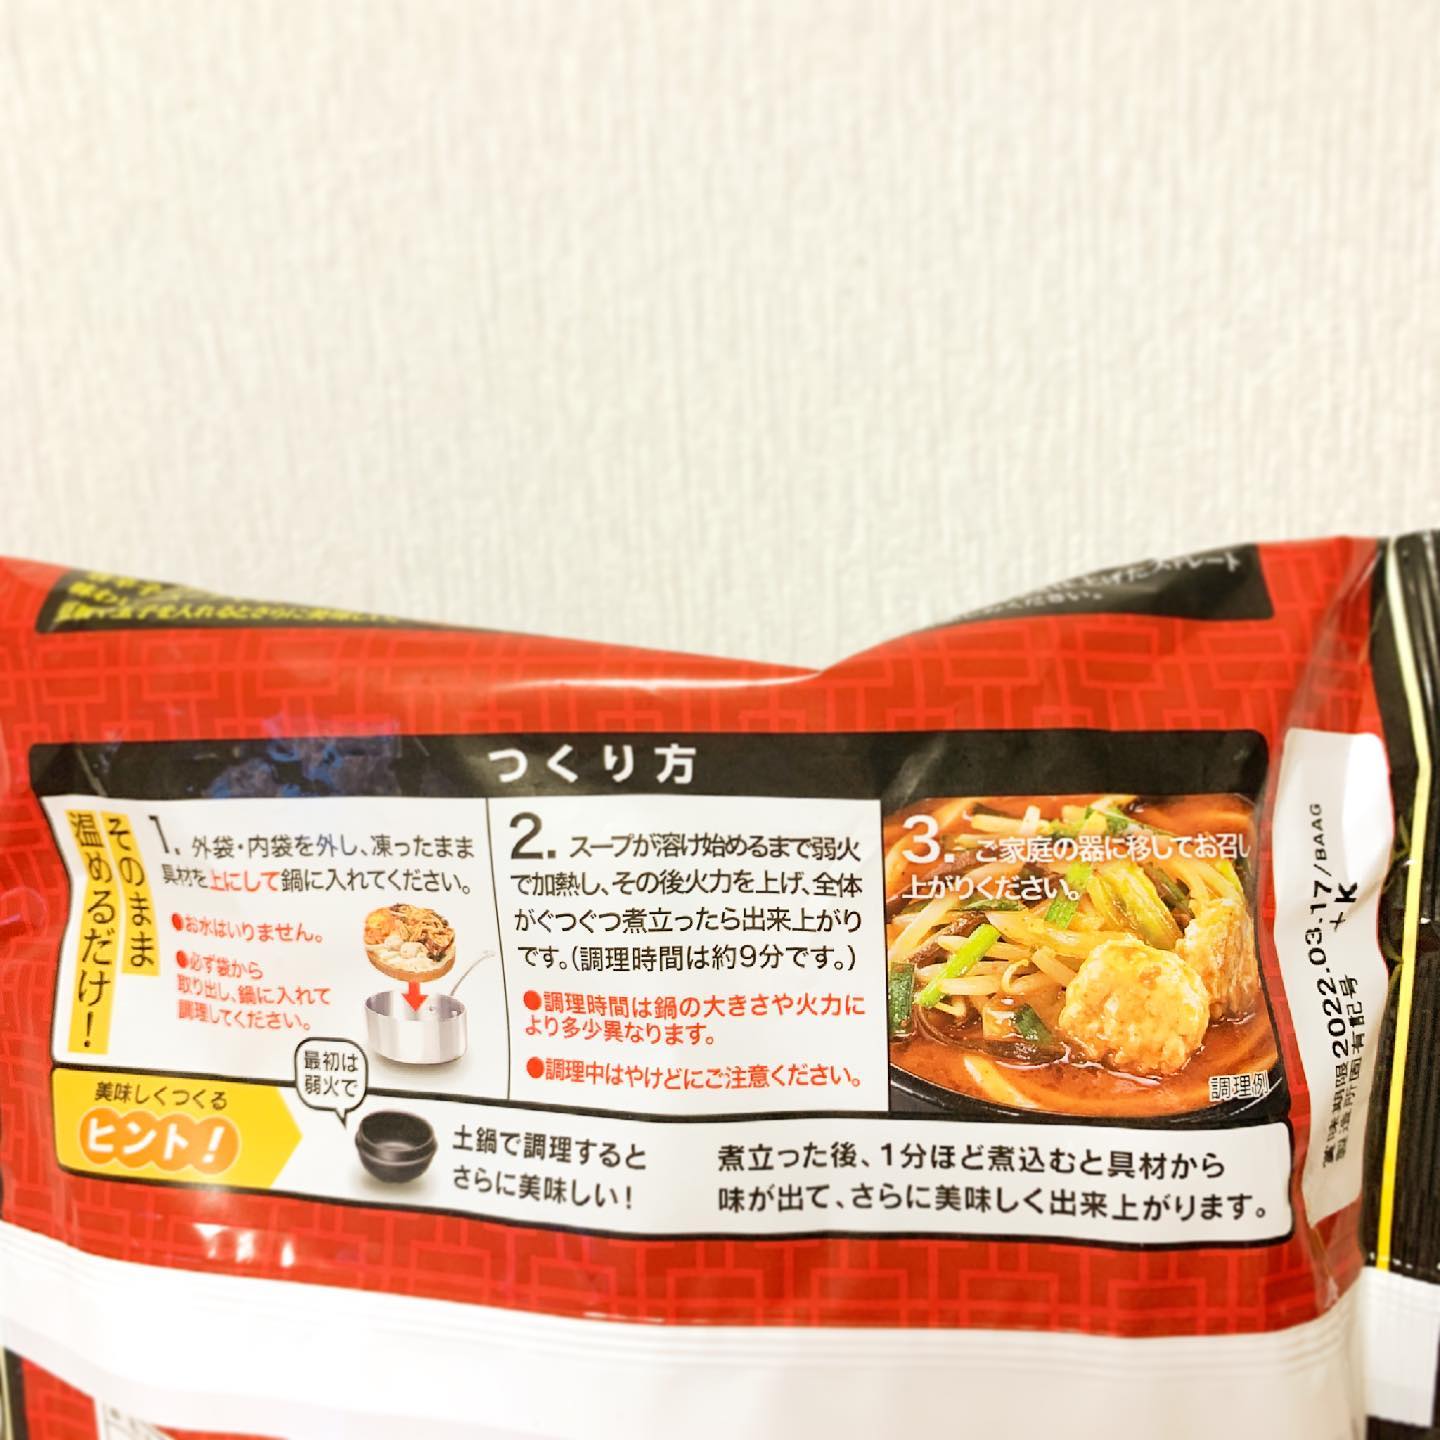 つくり方
そのまま
温めるだけ!
1. 外袋・内袋を外し、凍ったまま
具材を上にして鍋に入れてください。
●お水はいりません。
●必ず袋から
取り出し、鍋に入れて
調理してください。
2. スープが溶け始めるまで弱火
で加熱し、その後火力を上げ、全体
がぐつぐつ煮立ったら出来上がり
です。(調理時間は約9分です。)
●調理時間は鍋の大きさや火力に
より多少異なります。
●調理中はやけどにご注意ください。
3. ご家庭の器に移してお召し
上がりください。
調理例
美味しくつくる
ヒント!
最初は
弱火で
土鍋で調理すると
さらに美味しい!
煮立った後、1分ほど煮込むと具材から
味が出て、さらに美味しく出来上がります。
賞味期限 2022.03.17/BAAG
製造所固有記号 +K